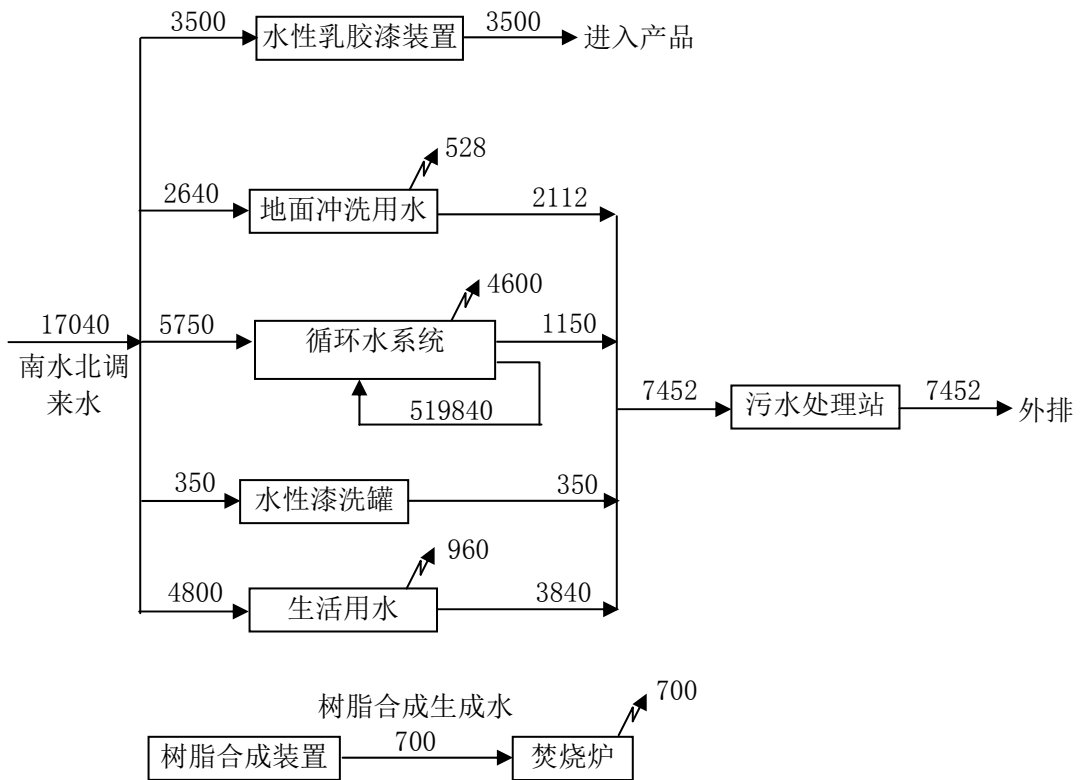 3500
水性乳胶漆装置
3500
进入产品
528
2640
地面冲洗用水
2112
4600
17040
5750
循环水系统
1150
南水北调
来水
519840
7452
污水处理站
7452
外排
350
水性漆洗罐
350
960
4800
生活用水
3840
700
树脂合成生成水
树脂合成装置
700
焚烧炉